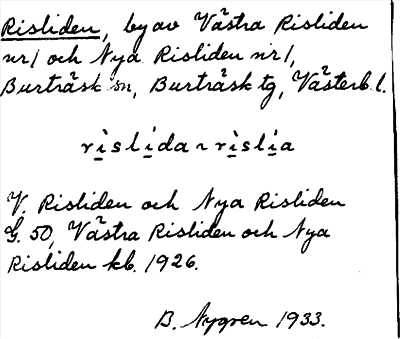 Risliden, by av Västra Risliden
nr 1 och Nya Risliden nr 1,
Burträsk sn, Burträsk tg, Västerb. l.
rislida ~ rislia
V. Risliden och Nya Risliden
G. 50, Västra Risliden och Nya
Risliden kb. 1926.
B. Nygren 1933.